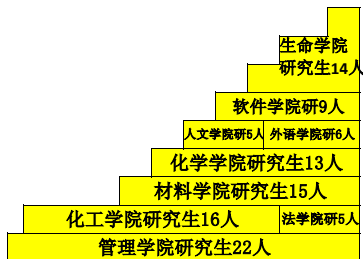 生命学院
研究生14人
软件学院研9人
人文学院研5人 外语学院研6人
化学学院研究生13人
材料学院研究生15人
化工学院研究生16人 法学院研5人
管理学院研究生22人